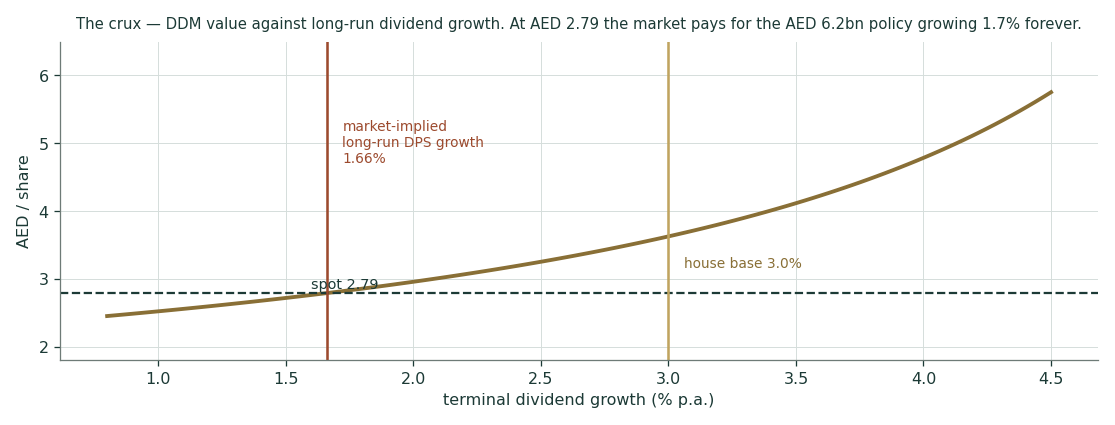 The crux — DDM value against long-run dividend growth. At AED 2.79 the market pays for the AED 6.2bn policy growing 1.7% forever.
6
5
4
3
2
AED / share
market-implied
long-run DPS growth
1.66%
spot 2.79
house base 3.0%
1.0 1.5 2.0 2.5 3.0 3.5 4.0 4.5
terminal dividend growth (% p.a.)